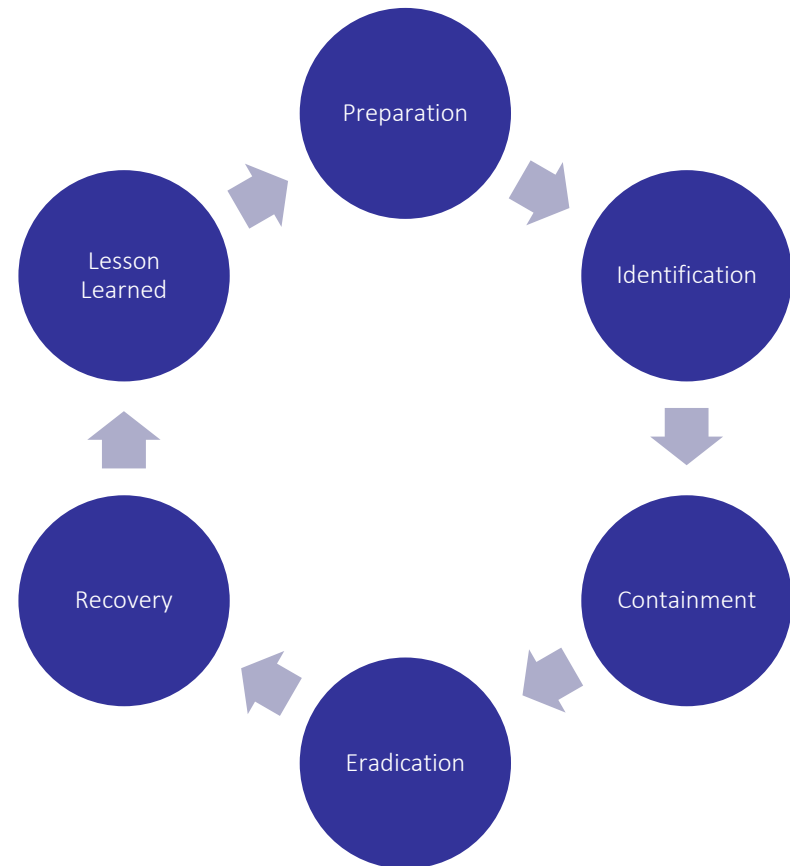 Preparation
Identification
Containment
Eradication
Recovery
Lesson
Learned